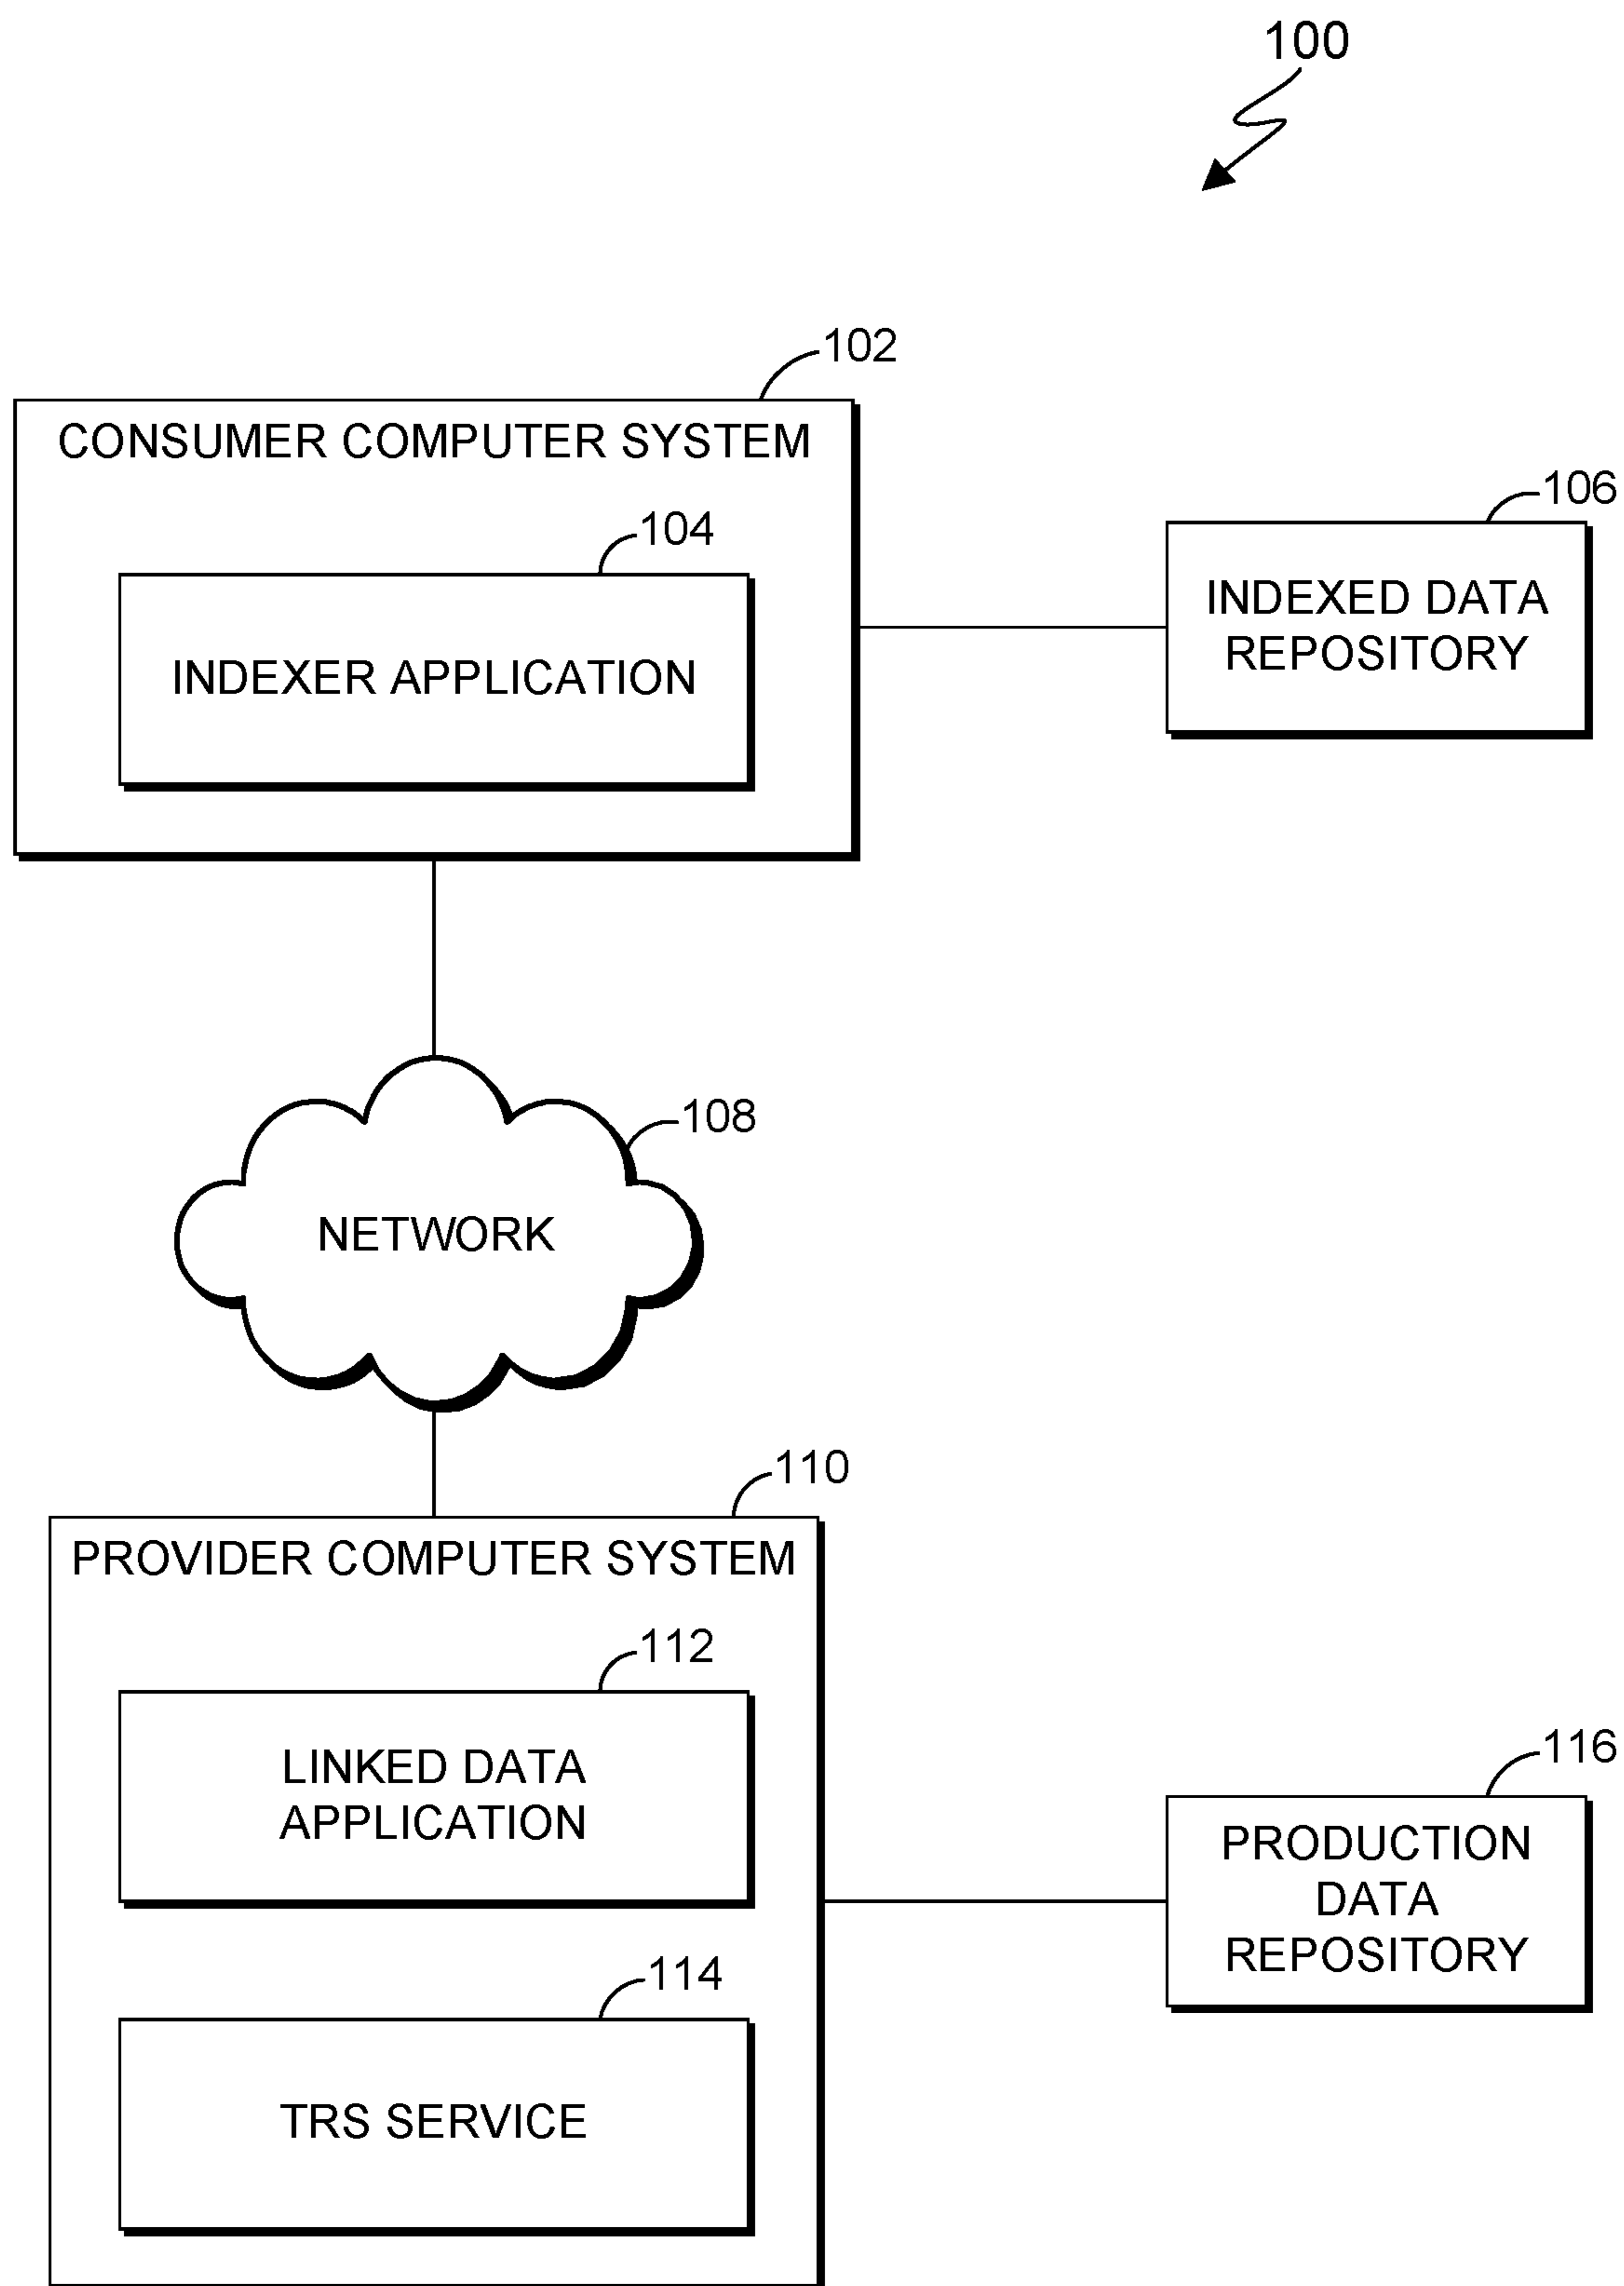 100
102
CONSUMER COMPUTER SYSTEM
104
INDEXER APPLICATION
106
INDEXED DATA
REPOSITORY
108
NETWORK
110
PROVIDER COMPUTER SYSTEM
112
LINKED DATA
APPLICATION
114
TRS SERVICE
116
PRODUCTION
DATA
REPOSITORY